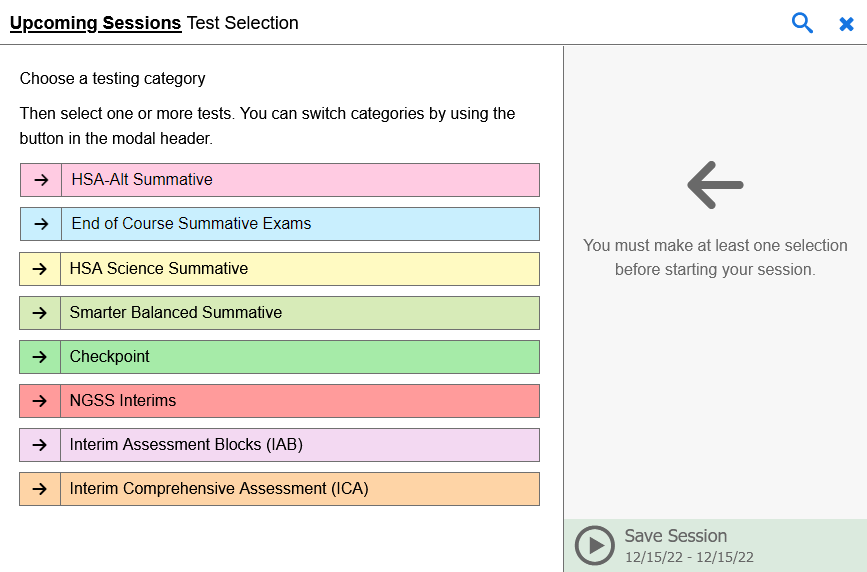 Upcoming Sessions Test Selection
Choose a testing category
Then select one or more tests. You can switch categories by using the
button in the modal header.
HSA-Alt Summative
End of Course Summative Exams
HSA Science Summative
Smarter Balanced Summative
Checkpoint
NGSS Interims
Interim Assessment Blocks (IAB)
Interim Comprehensive Assessment (ICA)
You must make at least one selection
before starting your session.
Save Session
12/15/22 - 12/15/22